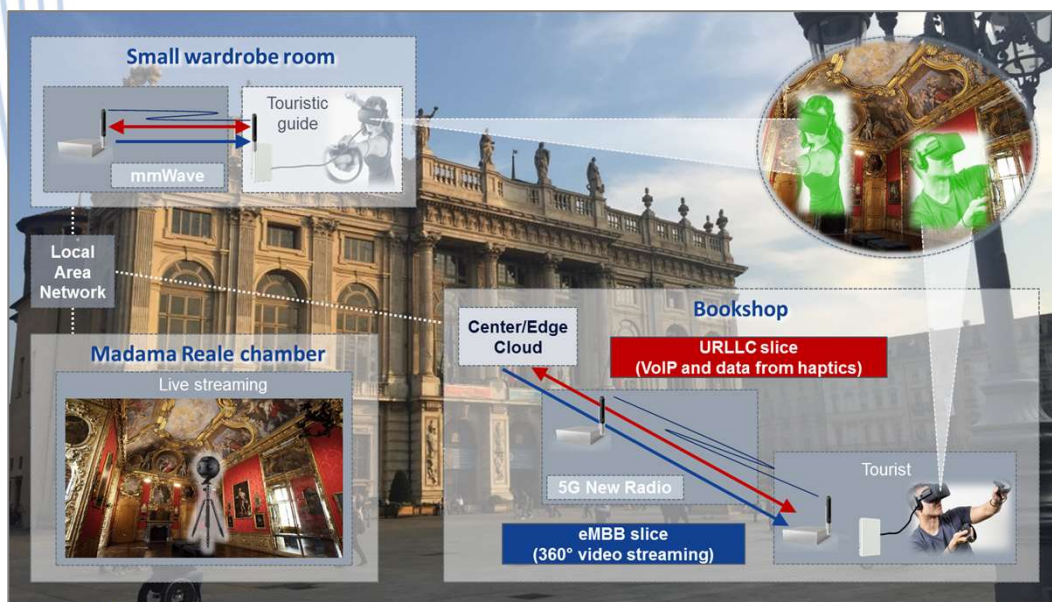 Small wardrobe room
Touristic
guide
mmWave
Local
Area
Network
Madama Reale chamber
Live streaming
Bookshop
Center/Edge
Cloud
URLLC slice
(VoIP and data from haptics)
5G New Radio
eMBB slice
(360° video streaming)
Tourist